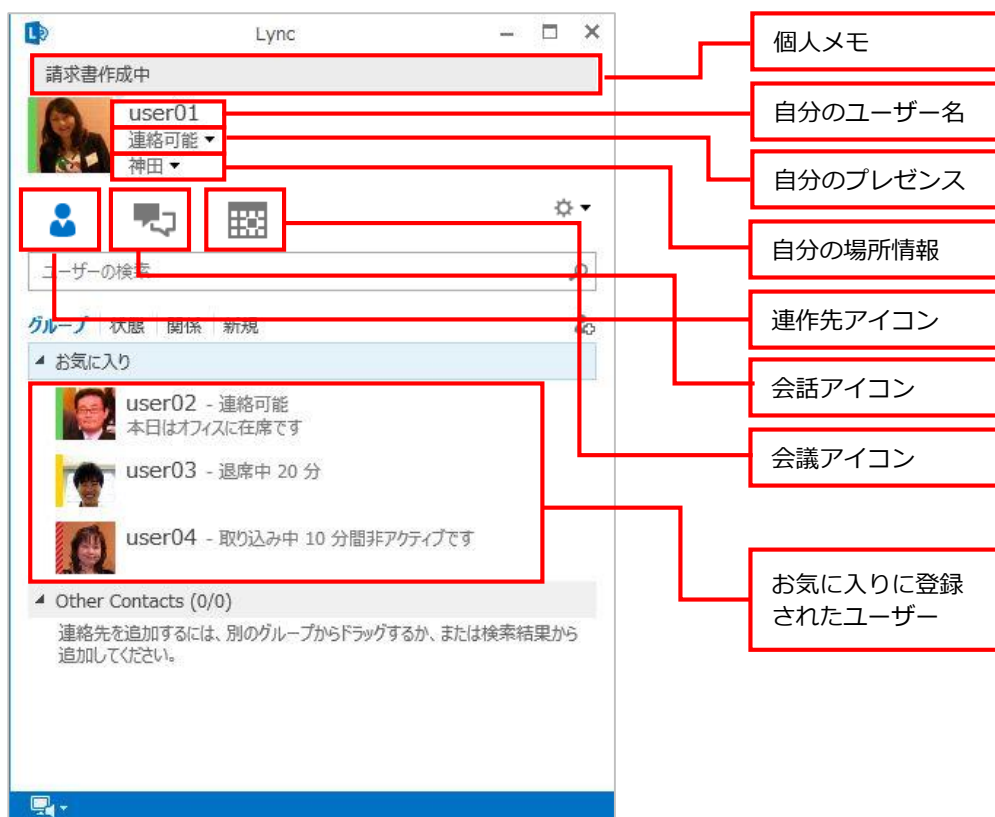 Lync
請求書作成中
user01
連絡可能
神田
ユーザーの検索
グループ 状態 関係 新規
お気に入り
user02 - 連絡可能
本日はオフィスに在席です
user03 - 退席中 20 分
user04 - 取り込み中 10 分間非アクティブです
Other Contacts (0/0)
連絡先を追加するには、別のグループからドラッグするか、または検索結果から
追加してください。
個人メモ
自分のユーザー名
自分のプレゼンス
自分の場所情報
連作先アイコン
会話アイコン
会議アイコン
お気に入りに登録
されたユーザー